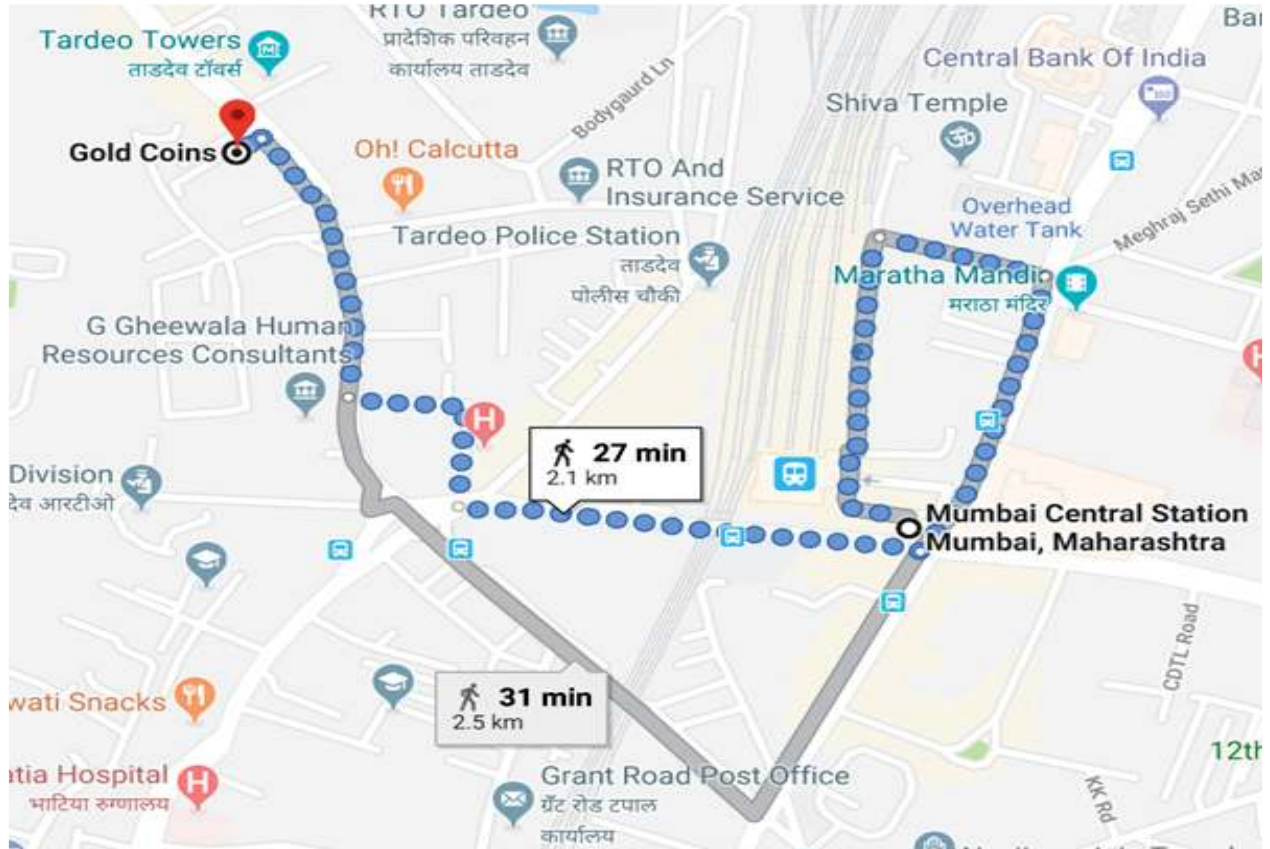 RTO Tardeo
प्रादेशिक परिवहन
कार्यालय ताडदेव
Tardeo Towers
ताडदेव टॉवर्स
Central Bank Of India
Shiva Temple
Bodygaurd Ln
Gold Coins
Oh! Calcutta
RTO And
Insurance Service
Meghraj Sethi
Overhead
Water Tank
Tardeo Police Station
ताडदेव
पोलीस चौकी
Maratha Mandir
मराठा मंदिर
G Gheewala Human
Resources Consultants
H
H
27 min
2.1 km
Division
देव आरटीओ
Mumbai Central Station
Mumbai, Maharashtra
31 min
2.5 km
CDTL Road
wati Snacks
12th
atia Hospital
भाटिया रुग्णालय
H
Grant Road Post Office
ग्रँट रोड टपाल
कार्यालय
KK Rd